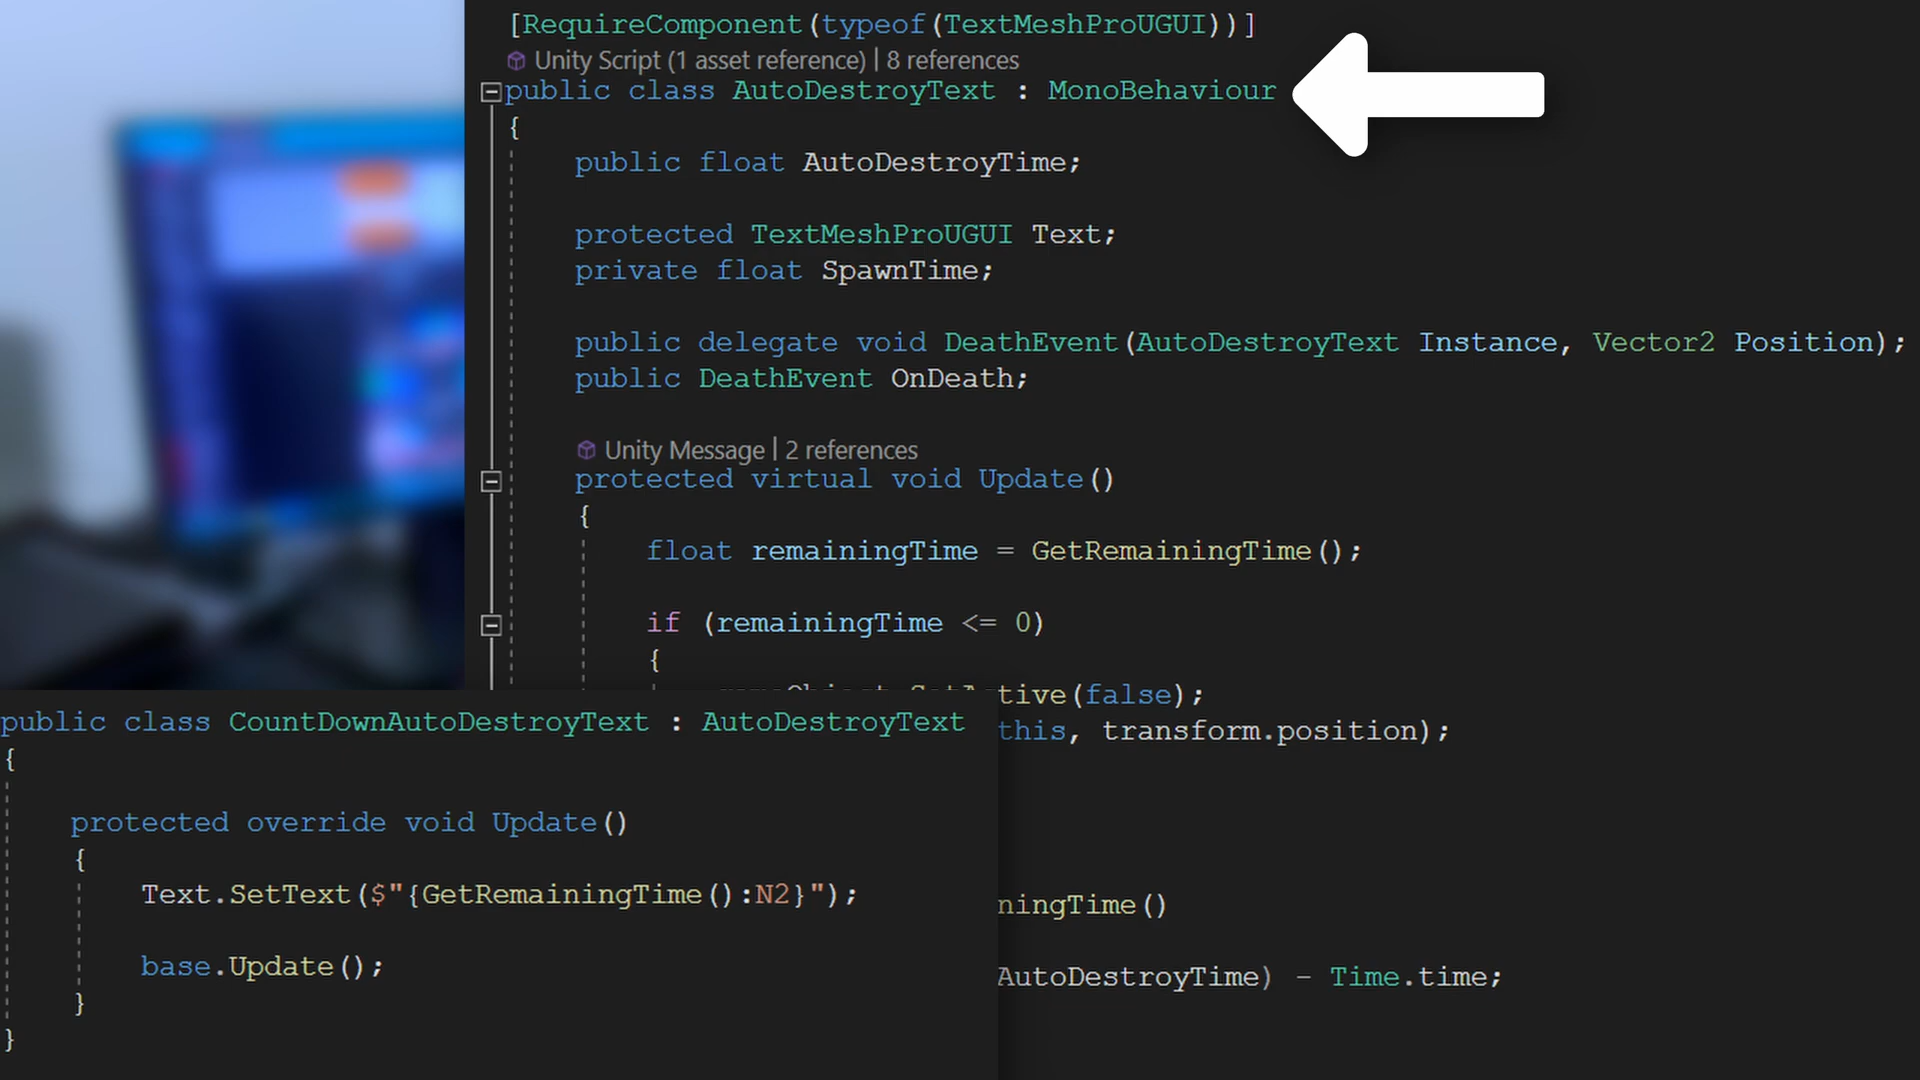 [RequireComponent(typeof(TextMeshProUGUI))]
Unity Script (1 asset reference) | 8 references
public class AutoDestroyText : MonoBehaviour
{
public float AutoDestroyTime;
protected TextMeshProUGUI Text;
private float SpawnTime;
public delegate void DeathEvent(AutoDestroyText Instance, Vector2 Position);
public DeathEvent OnDeath;
Unity Message | 2 references
protected virtual void Update()
{
float remainingTime = GetRemainingTime();
if (remainingTime <= 0)
{
SetActive(false);
this, transform.position);
ningTime()
AutoDestroyTime) - Time.time;
public class CountDownAutoDestroyText : AutoDestroyText
{
protected override void Update()
{
Text.SetText($"{GetRemainingTime():N2}");
base.Update();
}
}